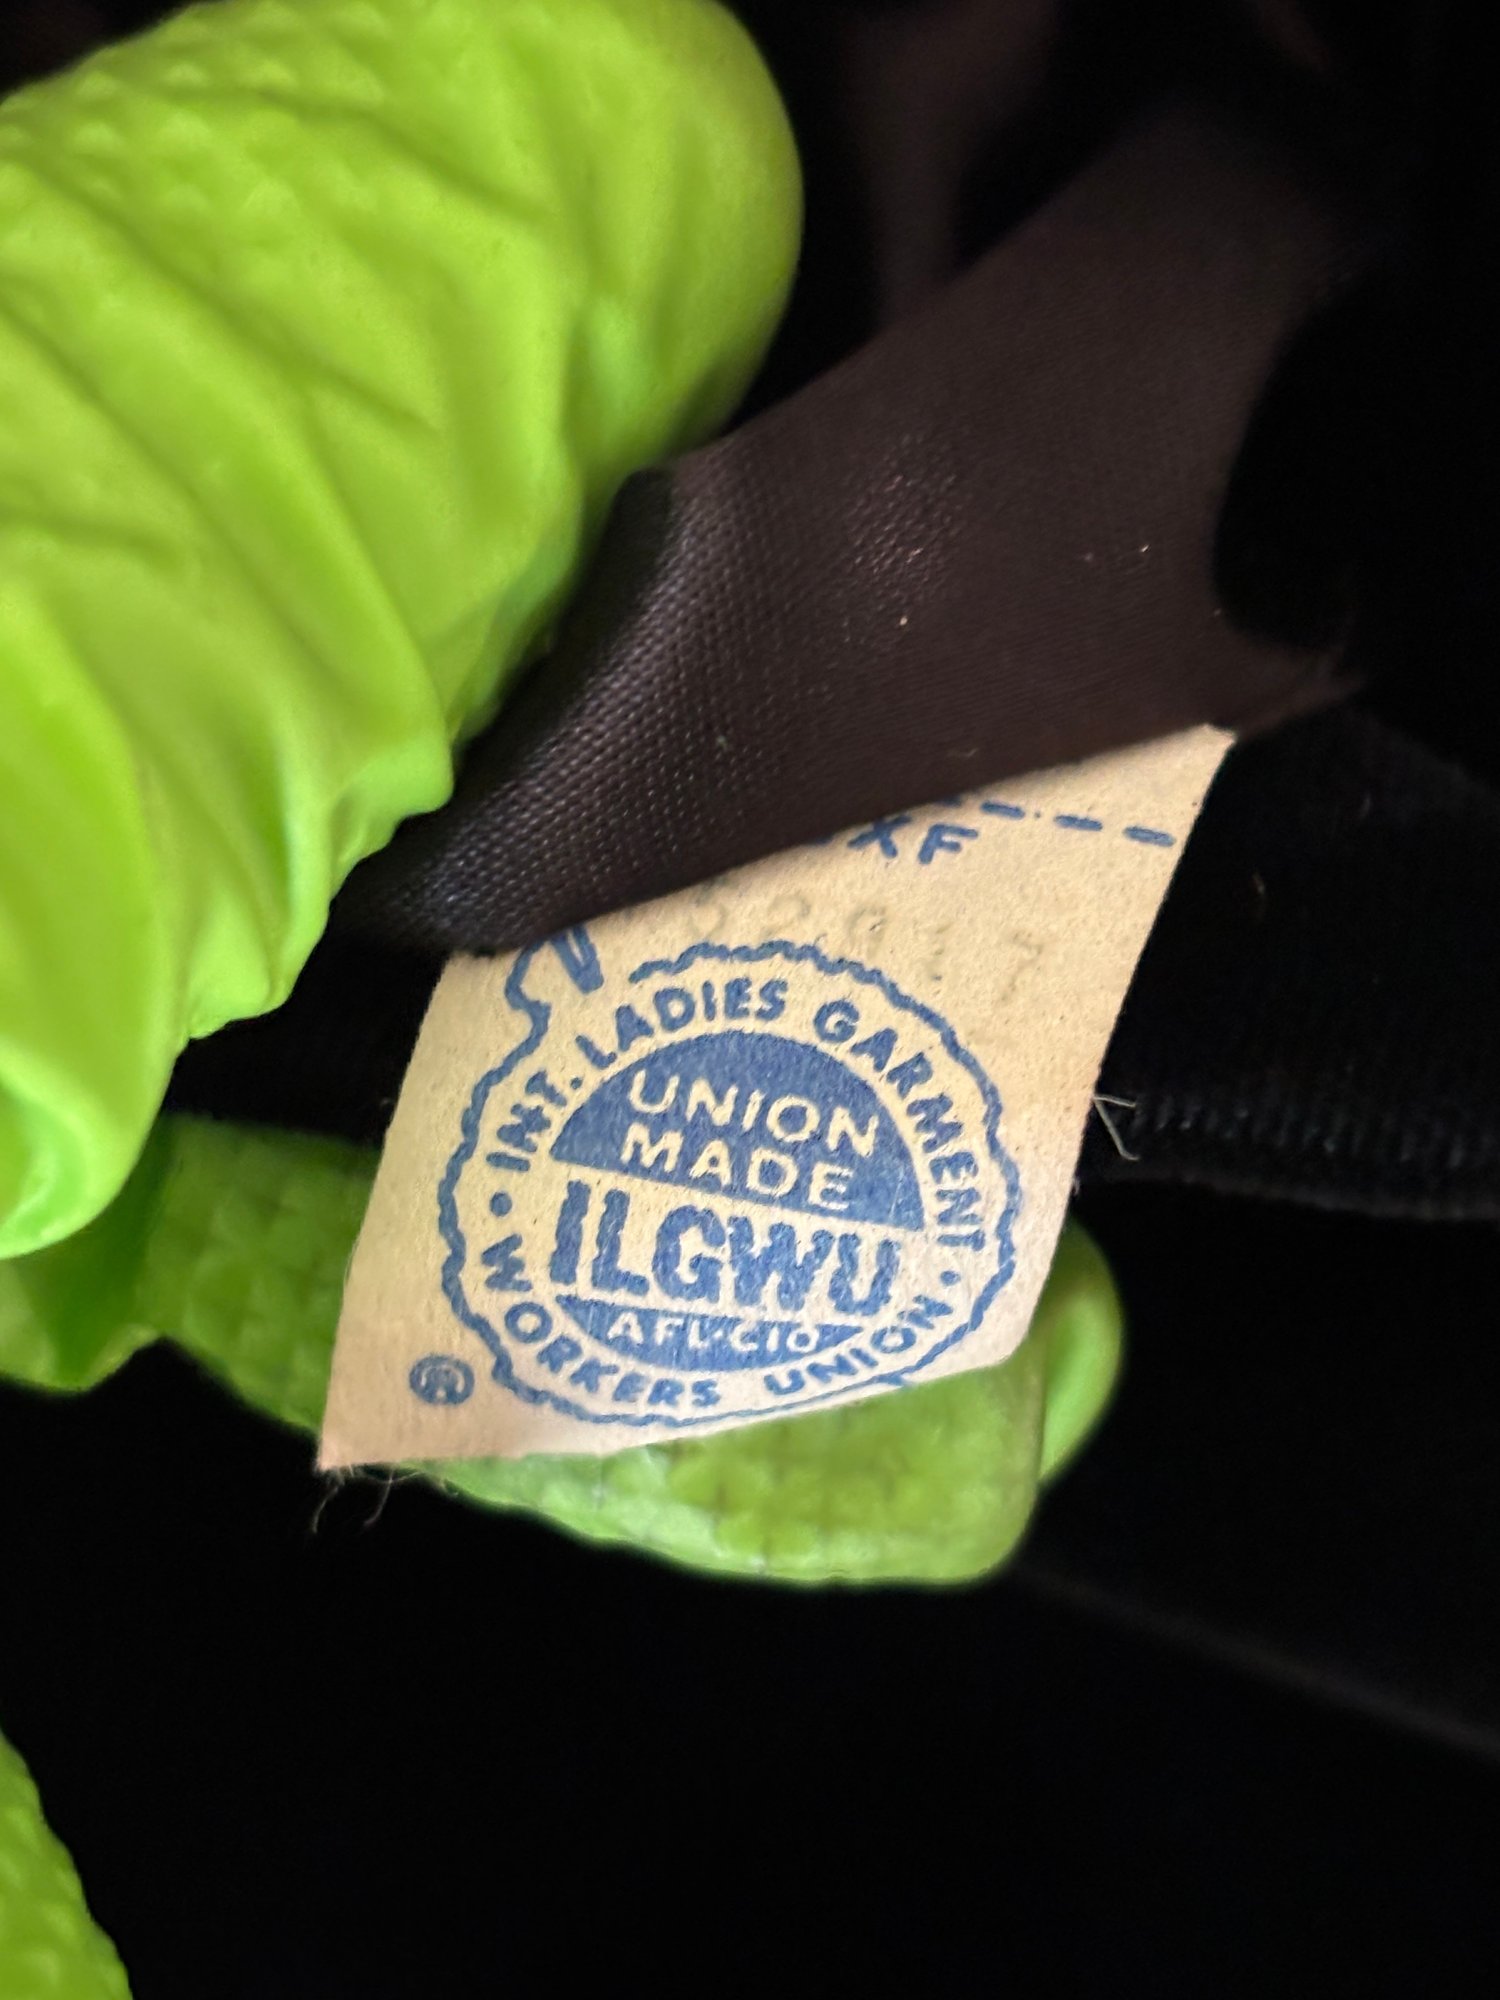 XF
INT. LADIES GARMENT
UNION
MADE
ILGWU
AFL·CIO
WORKERS UNION
®